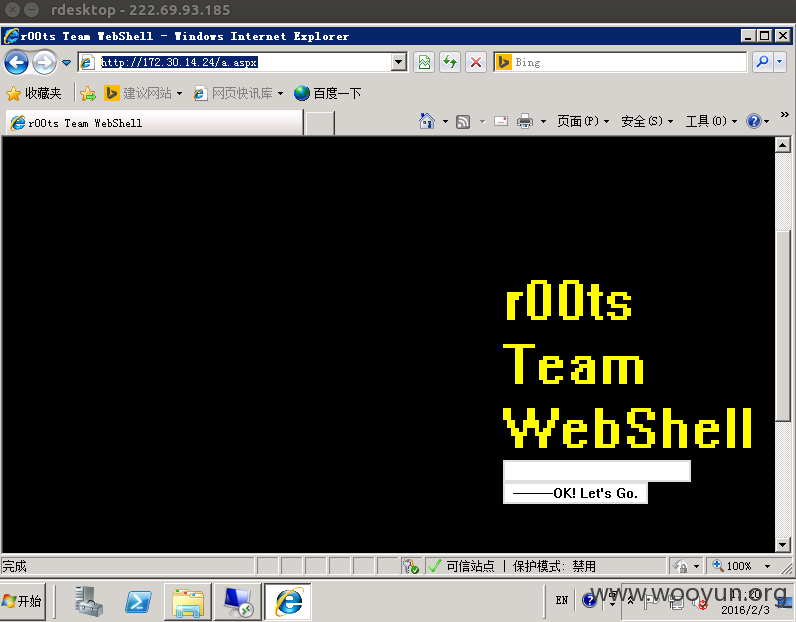 rdesktop - 222.69.93.185
r00ts Team WebShell - Windows Internet Explorer
http://172.30.14.24/a.aspx
Bing
收藏夹 建议网站 网页快讯库 百度一下
r00ts Team WebShell
页面(P) 安全(S) 工具(O)
r00ts
Team
WebShell
———OK! Let's Go.
完成 可信站点 | 保护模式: 禁用 100%
开始 EN
www.wooyun.org
2016/2/3